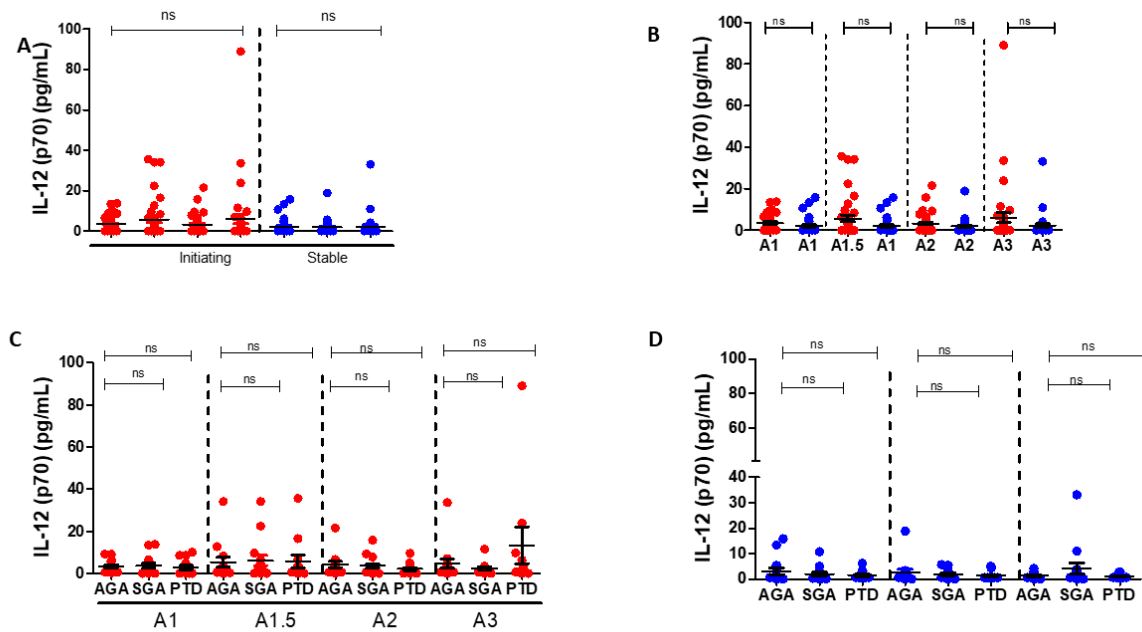 A
IL-12 (p70) (pg/mL)
100
80
60
40
20
0
ns
ns
Initiating
Stable
B
IL-12 (p70) (pg/mL)
100
80
60
40
20
0
ns
ns
ns
ns
A1 A1 A1.5 A1 A2 A2 A3 A3
C
IL-12 (p70) (pg/mL)
100
80
60
40
20
0
ns
ns
ns
ns
ns
ns
ns
ns
AGA SGA PTD AGA SGA PTD AGA SGA PTD AGA SGA PTD
A1 A1.5 A2 A3
D
IL-12 (p70) (pg/mL)
100
80
60
40
30
20
10
0
ns
ns
ns
ns
ns
ns
AGA SGA PTD AGA SGA PTD AGA SGA PTD